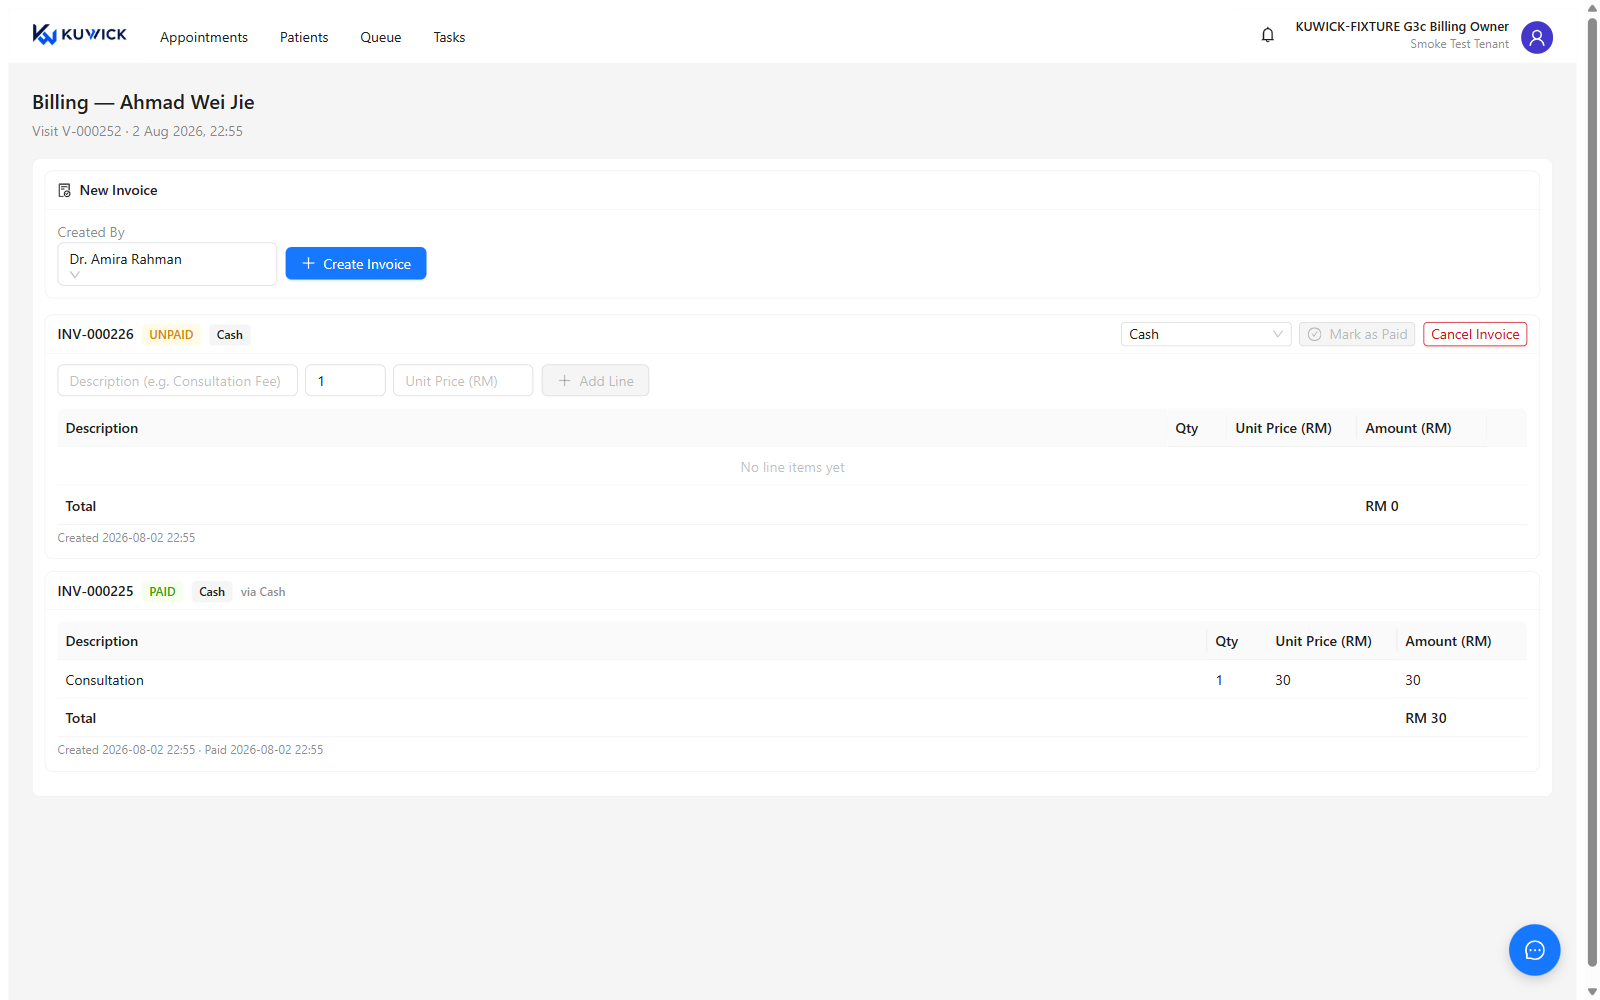 KUWICK
Appointments
Patients
Queue
Tasks
KUWICK-FIXTURE G3c Billing Owner
Smoke Test Tenant
Billing — Ahmad Wei Jie
Visit V-000252 · 2 Aug 2026, 22:55
New Invoice
Created By
Dr. Amira Rahman
Create Invoice
INV-000226 UNPAID Cash
Cash
Mark as Paid
Cancel Invoice
Description (e.g. Consultation Fee)
1
Unit Price (RM)
Add Line
Description Qty Unit Price (RM) Amount (RM)
No line items yet
Total RM 0
Created 2026-08-02 22:55
INV-000225 PAID Cash via Cash
Description Qty Unit Price (RM) Amount (RM)
Consultation 1 30 30
Total RM 30
Created 2026-08-02 22:55 · Paid 2026-08-02 22:55